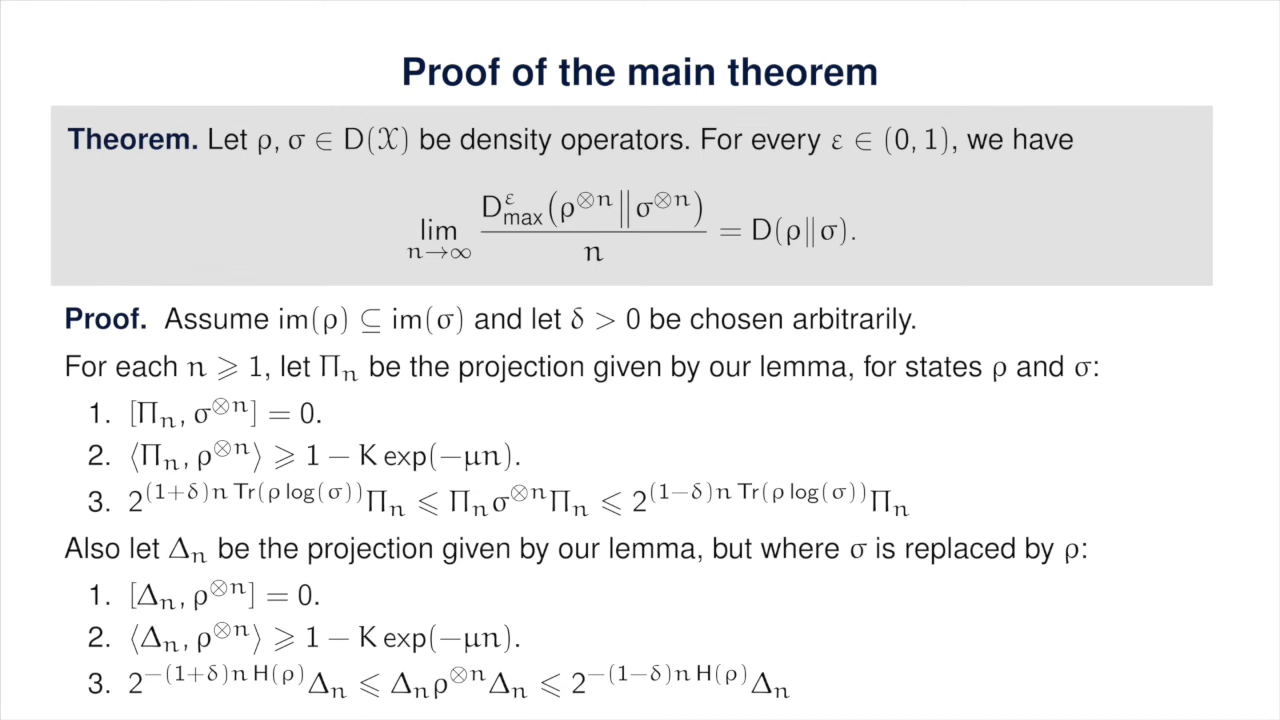 Proof of the main theorem
Theorem. Let ρ, σ ∈ D(𝒳) be density operators. For every ε ∈ (0, 1), we have
lim_{n→∞} D^ε_max(ρ^{⊗n} ‖ σ^{⊗n}) / n = D(ρ‖σ).
Proof. Assume im(ρ) ⊆ im(σ) and let δ > 0 be chosen arbitrarily.
For each n ⩾ 1, let Π_n be the projection given by our lemma, for states ρ and σ:
1. [Π_n, σ^{⊗n}] = 0.
2. ⟨Π_n, ρ^{⊗n}⟩ ⩾ 1 − K exp(−μn).
3. 2^{(1+δ)n Tr(ρ log(σ))}Π_n ⩽ Π_nσ^{⊗n}Π_n ⩽ 2^{(1−δ)n Tr(ρ log(σ))}Π_n
Also let Δ_n be the projection given by our lemma, but where σ is replaced by ρ:
1. [Δ_n, ρ^{⊗n}] = 0.
2. ⟨Δ_n, ρ^{⊗n}⟩ ⩾ 1 − K exp(−μn).
3. 2^{−(1+δ)n H(ρ)}Δ_n ⩽ Δ_nρ^{⊗n}Δ_n ⩽ 2^{−(1−δ)n H(ρ)}Δ_n